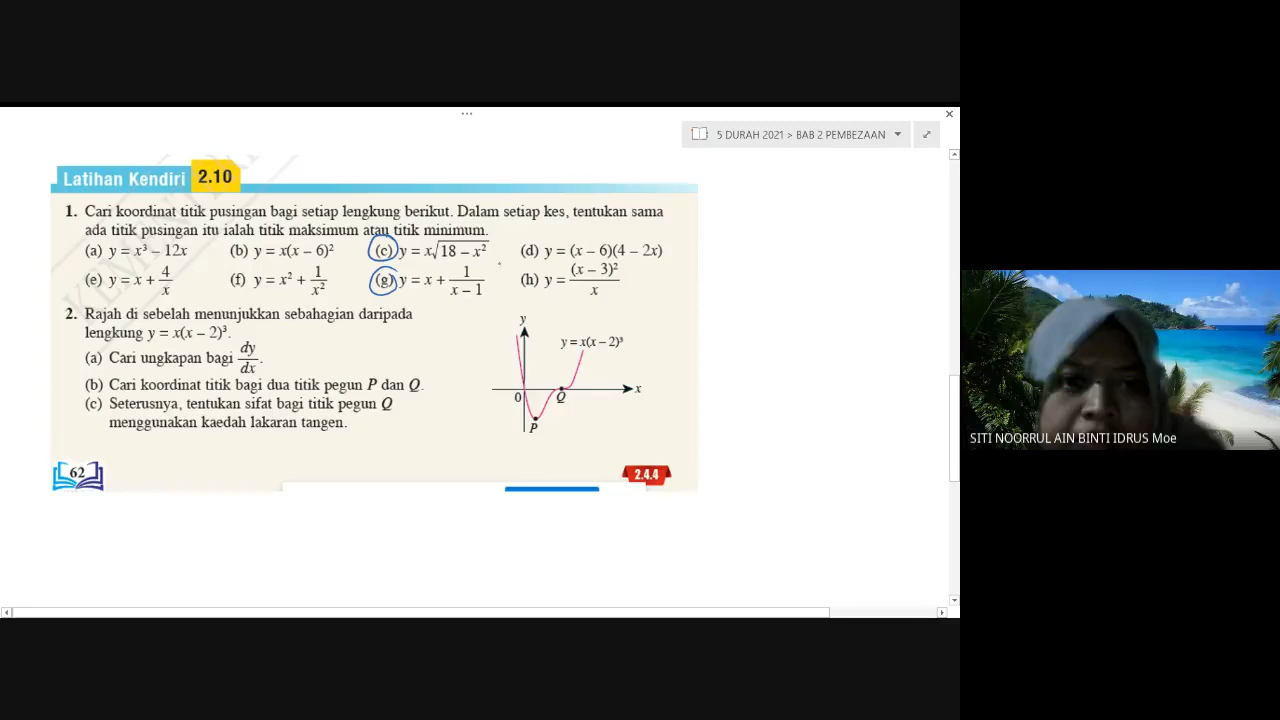 5 DURAH 2021 > BAB 2 PEMBEZAAN
Latihan Kendiri 2.10
1. Cari koordinat titik pusingan bagi setiap lengkung berikut. Dalam setiap kes, tentukan sama
ada titik pusingan itu ialah titik maksimum atau titik minimum.
(a) y = x³ – 12x (b) y = x(x – 6)² (c) y = x√(18 – x²) (d) y = (x – 6)(4 – 2x)
(e) y = x + 4/x (f) y = x² + 1/x² (g) y = x + 1/(x – 1) (h) y = (x – 3)²/x
2. Rajah di sebelah menunjukkan sebahagian daripada
lengkung y = x(x – 2)³.
(a) Cari ungkapan bagi dy/dx.
(b) Cari koordinat titik bagi dua titik pegun P dan Q.
(c) Seterusnya, tentukan sifat bagi titik pegun Q
menggunakan kaedah lakaran tangen.
y
y = x(x – 2)³
x
0
Q
P
62
2.4.4
SITI NOORRUL AIN BINTI IDRUS Moe